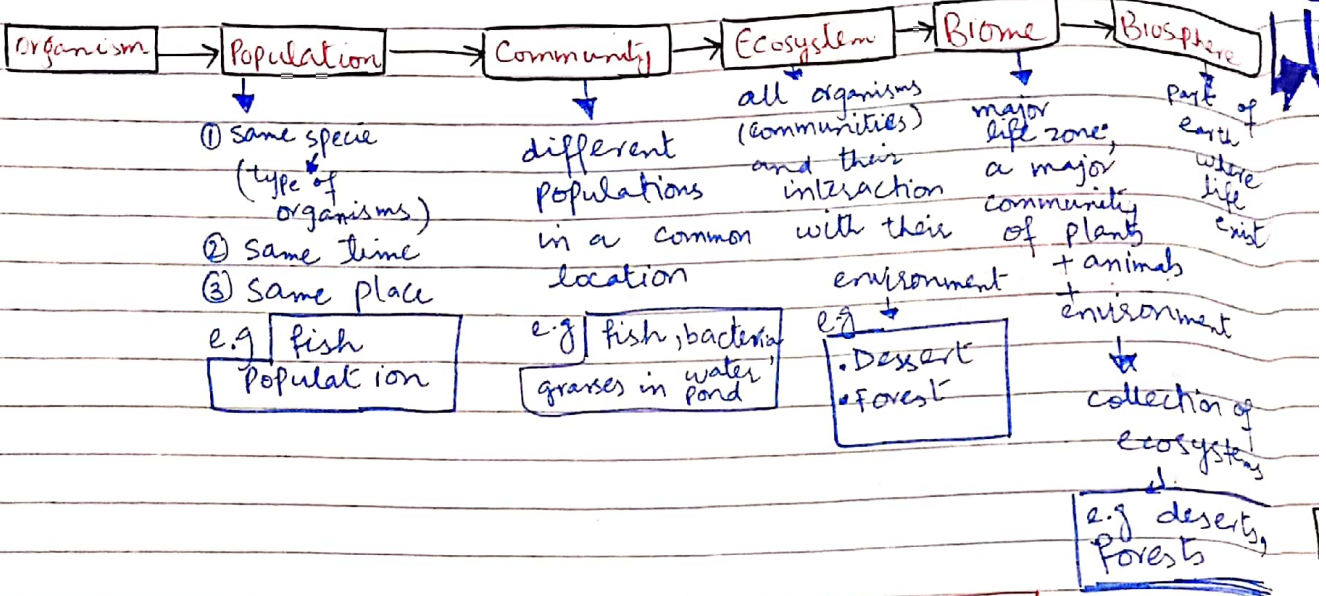 Organism → Population → Community → Ecosystem → Biome → Biosphere
① same specie
(type of
organisms)
② same time
③ same place
e.g fish
Population
different
populations
in a common
location
e.g fish, bacteria,
grasses in water
pond
all organisms
(communities)
and their
interaction
with their
environment
e.g
• Dessert
• Forest
major
life zone,
a major
community
of plants
+ animals
+
environment
collection of
ecosystems
e.g deserts,
Forests
part of
earth
where
life
exist